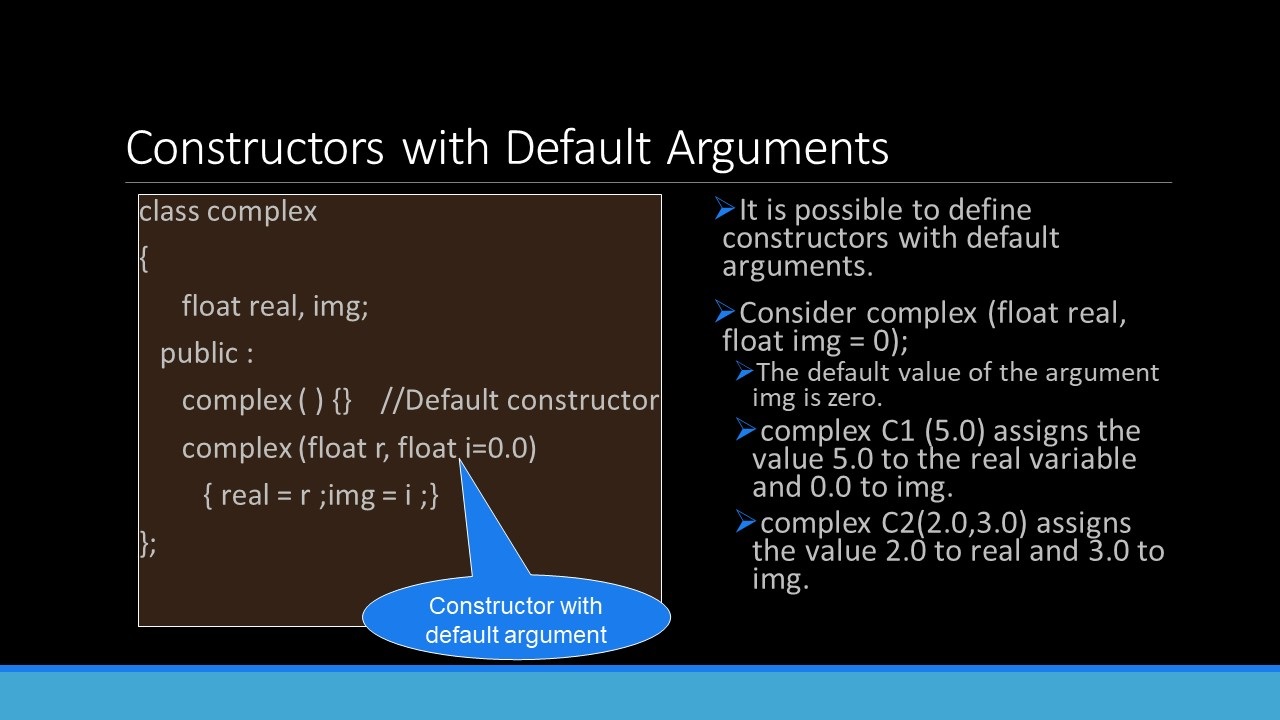 Constructors with Default Arguments
class complex
{
float real, img;
public :
complex ( ) {} //Default constructor
complex (float r, float i=0.0)
{ real = r ;img = i ;}
};
Constructor with
default argument
It is possible to define
constructors with default
arguments.
Consider complex (float real,
float img = 0);
The default value of the argument
img is zero.
complex C1 (5.0) assigns the
value 5.0 to the real variable
and 0.0 to img.
complex C2(2.0,3.0) assigns
the value 2.0 to real and 3.0 to
img.